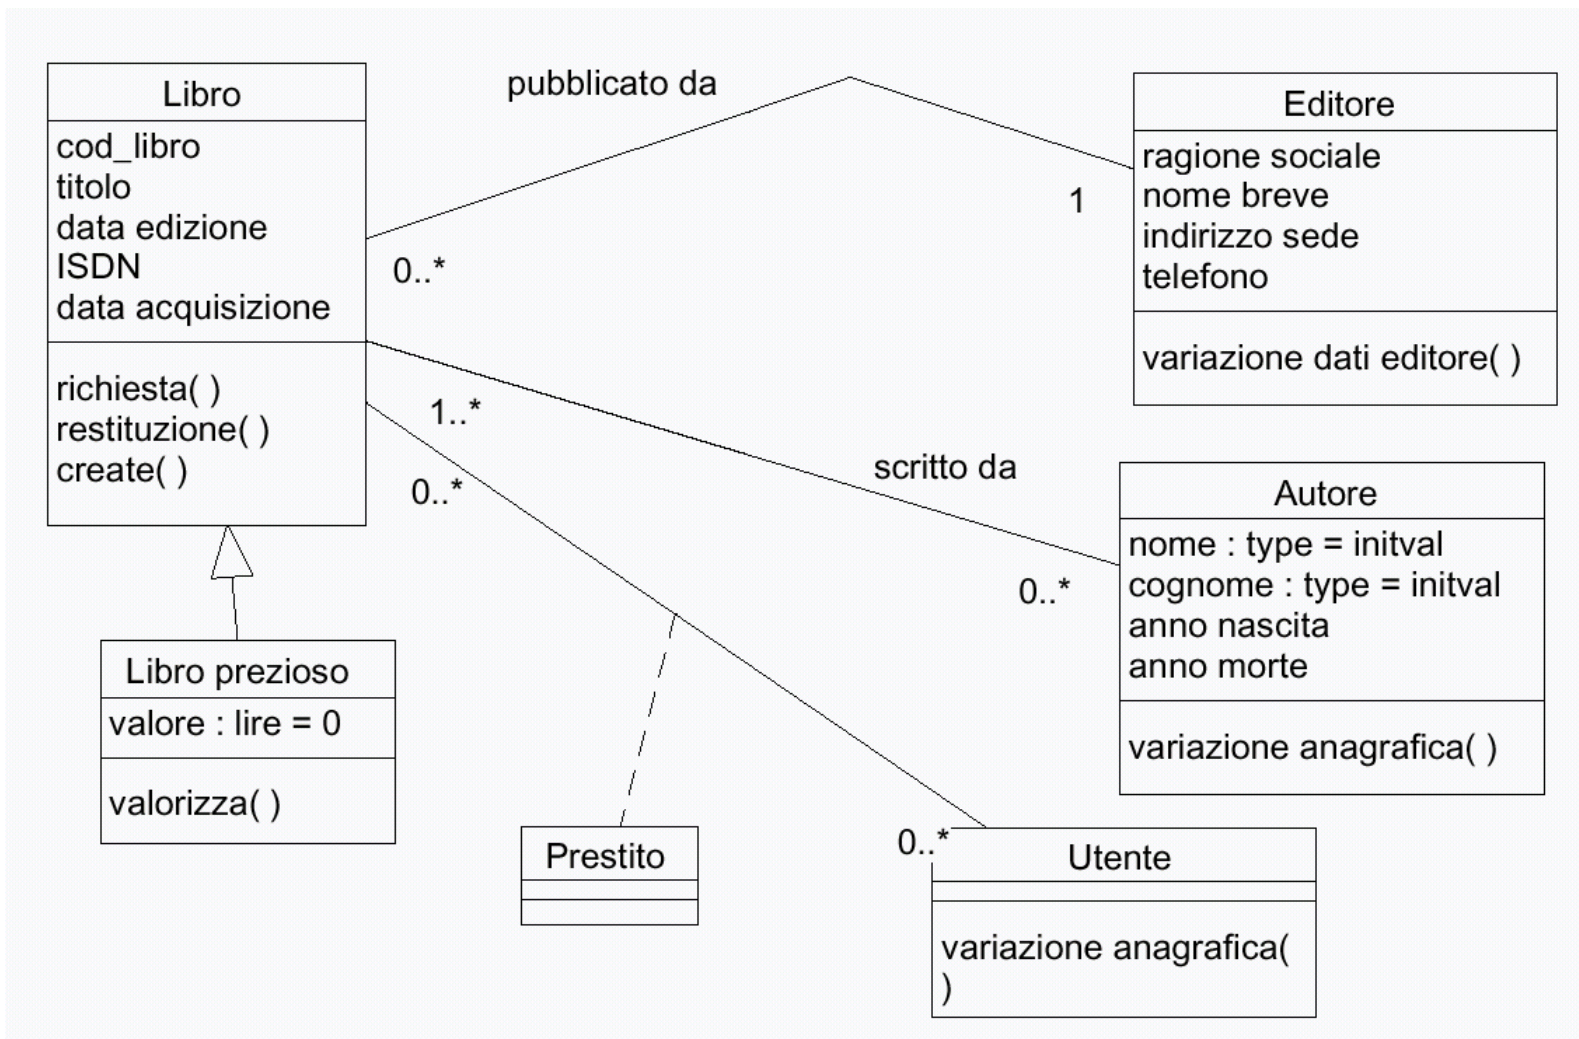 Libro
cod_libro
titolo
data edizione
ISDN
data acquisizione
richiesta( )
restituzione( )
create( )
pubblicato da
0..*
1
Editore
ragione sociale
nome breve
indirizzo sede
telefono
variazione dati editore( )
1..*
scritto da
0..*
Autore
nome : type = initval
cognome : type = initval
anno nascita
anno morte
variazione anagrafica( )
0..*
0..*
Libro prezioso
valore : lire = 0
valorizza( )
Prestito
Utente
variazione anagrafica(
)